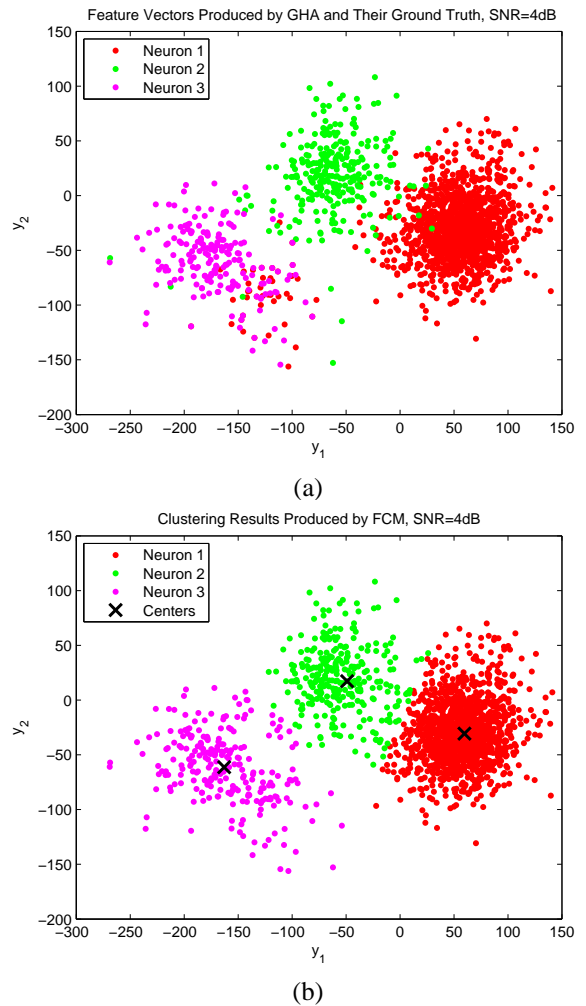 Feature Vectors Produced by GHA and Their Ground Truth, SNR=4dB
Neuron 1
Neuron 2
Neuron 3
150
100
50
0
−50
−100
−150
−200
y2
−300 −250 −200 −150 −100 −50 0 50 100 150
y1
(a)
Clustering Results Produced by FCM, SNR=4dB
Neuron 1
Neuron 2
Neuron 3
Centers
150
100
50
0
−50
−100
−150
−200
y2
−300 −250 −200 −150 −100 −50 0 50 100 150
y1
(b)